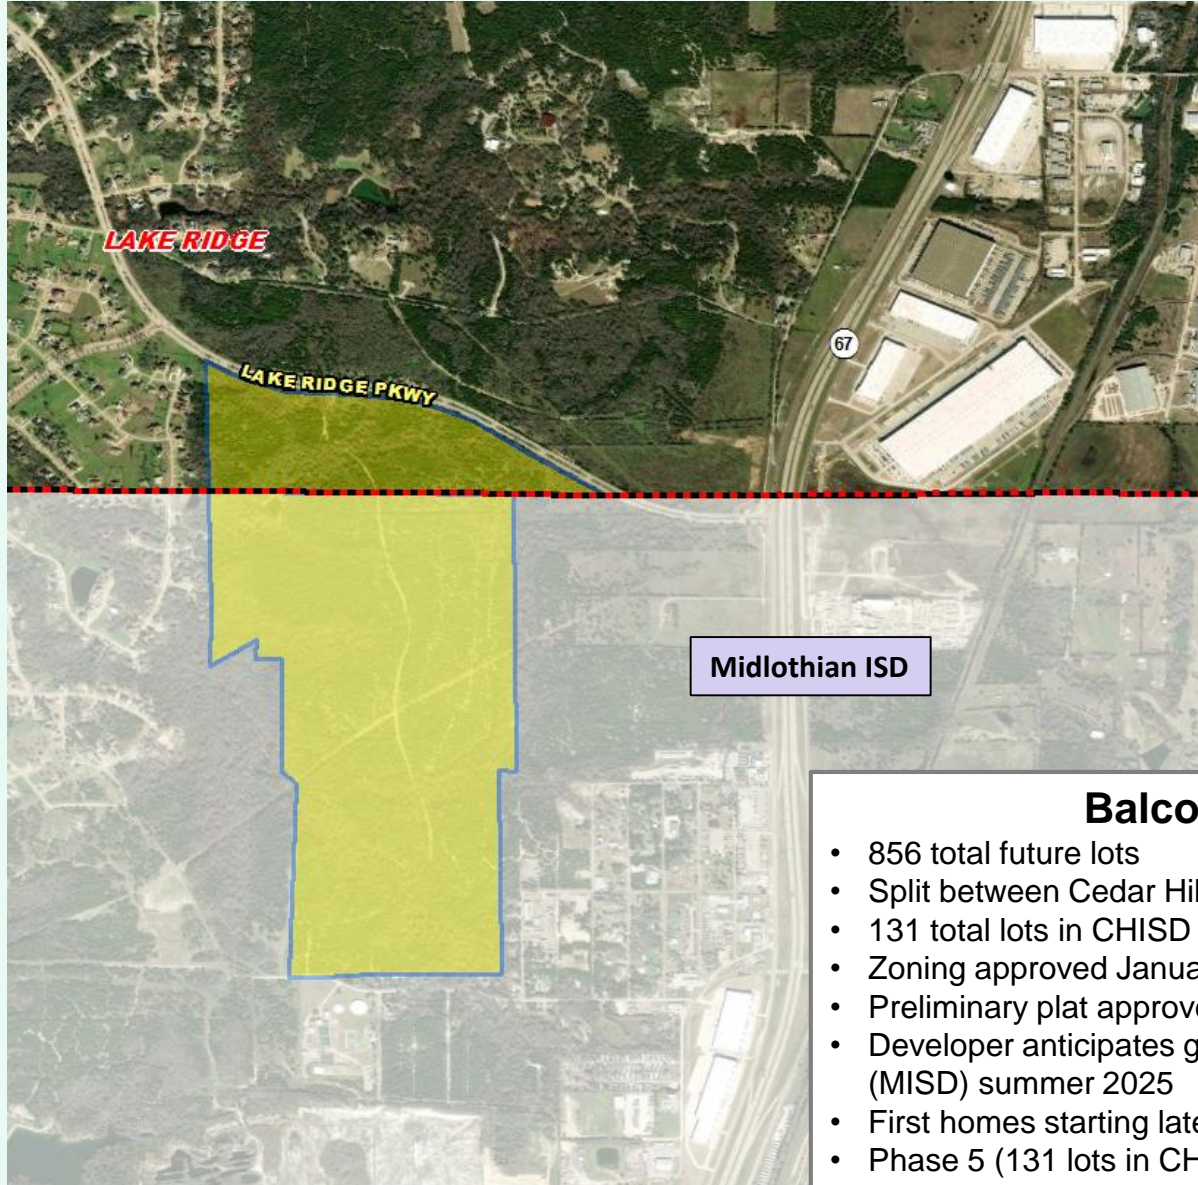 LAKE RIDGE
67
LAKE RIDGE PKWY
Midlothian ISD
Balco
• 856 total future lots
• Split between Cedar Hil
• 131 total lots in CHISD
• Zoning approved Janua
• Preliminary plat approve
• Developer anticipates g
(MISD) summer 2025
• First homes starting late
• Phase 5 (131 lots in CH